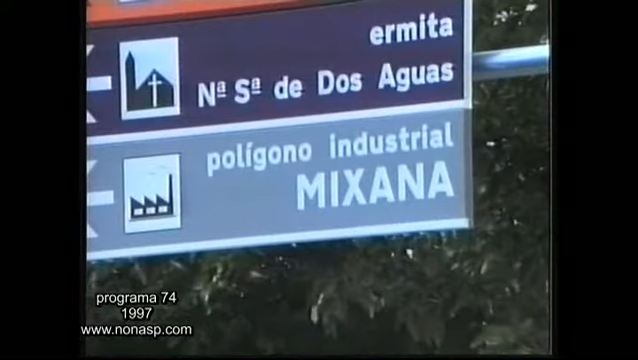 ermita
Nª Sª de Dos Aguas
polígono industrial
MIXANA
programa 74
1997
www.nonasp.com